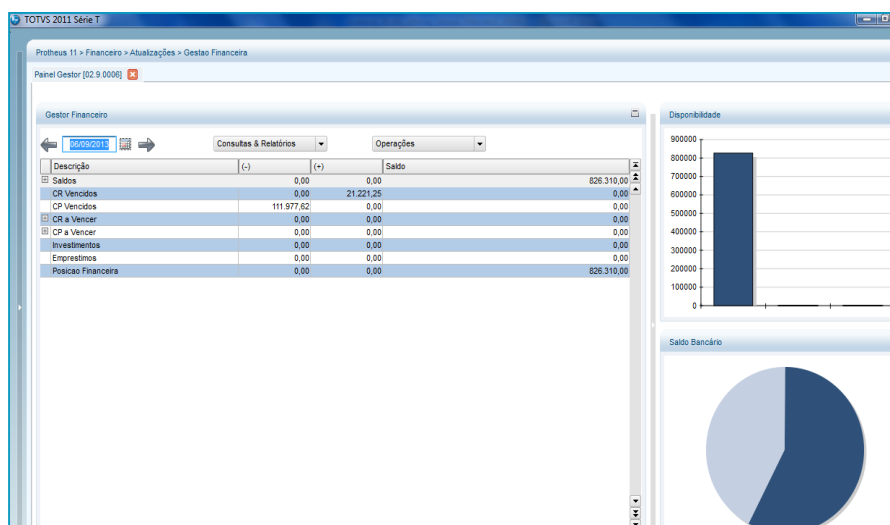 TOTVS 2011 Série T
Protheus 11 > Financeiro > Atualizações > Gestao Financeira
Painel Gestor [02.9.0006]
Gestor Financeiro
06/09/2013 Consultas & Relatórios Operações
Descrição (-) (+) Saldo
Saldos 0,00 0,00 826.310,00
CR Vencidos 0,00 21.221,25 0,00
CP Vencidos 111.977,62 0,00 0,00
CR a Vencer 0,00 0,00 0,00
CP a Vencer 0,00 0,00 0,00
Investimentos 0,00 0,00 0,00
Emprestimos 0,00 0,00 0,00
Posicao Financeira 0,00 0,00 826.310,00
Disponibilidade
900000
800000
700000
600000
500000
400000
300000
200000
100000
0
Saldo Bancário